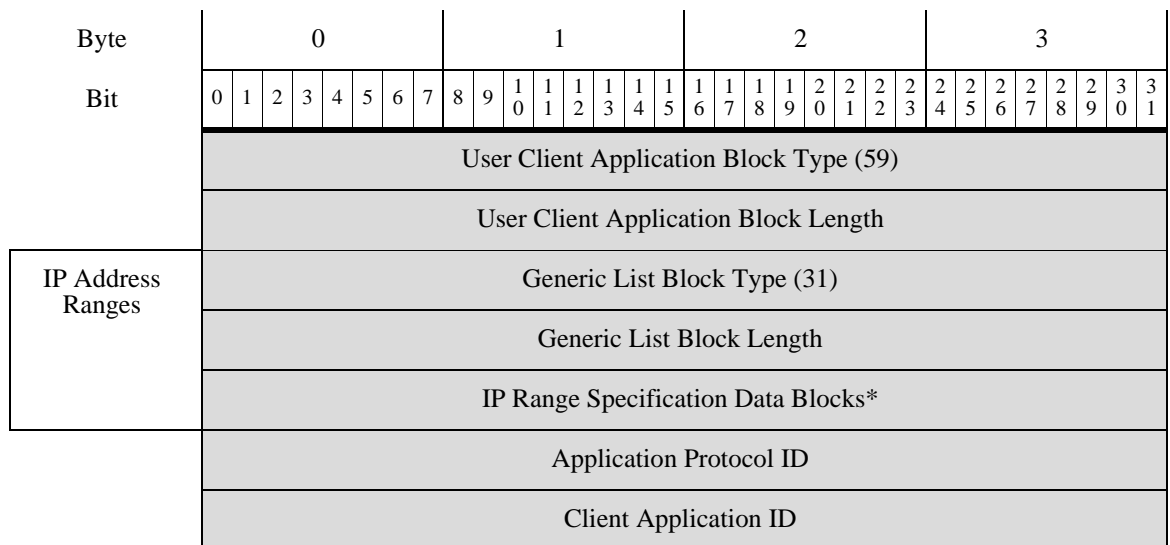 Byte 0 1 2 3
Bit 0 1 2 3 4 5 6 7 8 9 10 11 12 13 14 15 16 17 18 19 20 21 22 23 24 25 26 27 28 29 30 31
User Client Application Block Type (59)
User Client Application Block Length
IP Address
Ranges
Generic List Block Type (31)
Generic List Block Length
IP Range Specification Data Blocks*
Application Protocol ID
Client Application ID